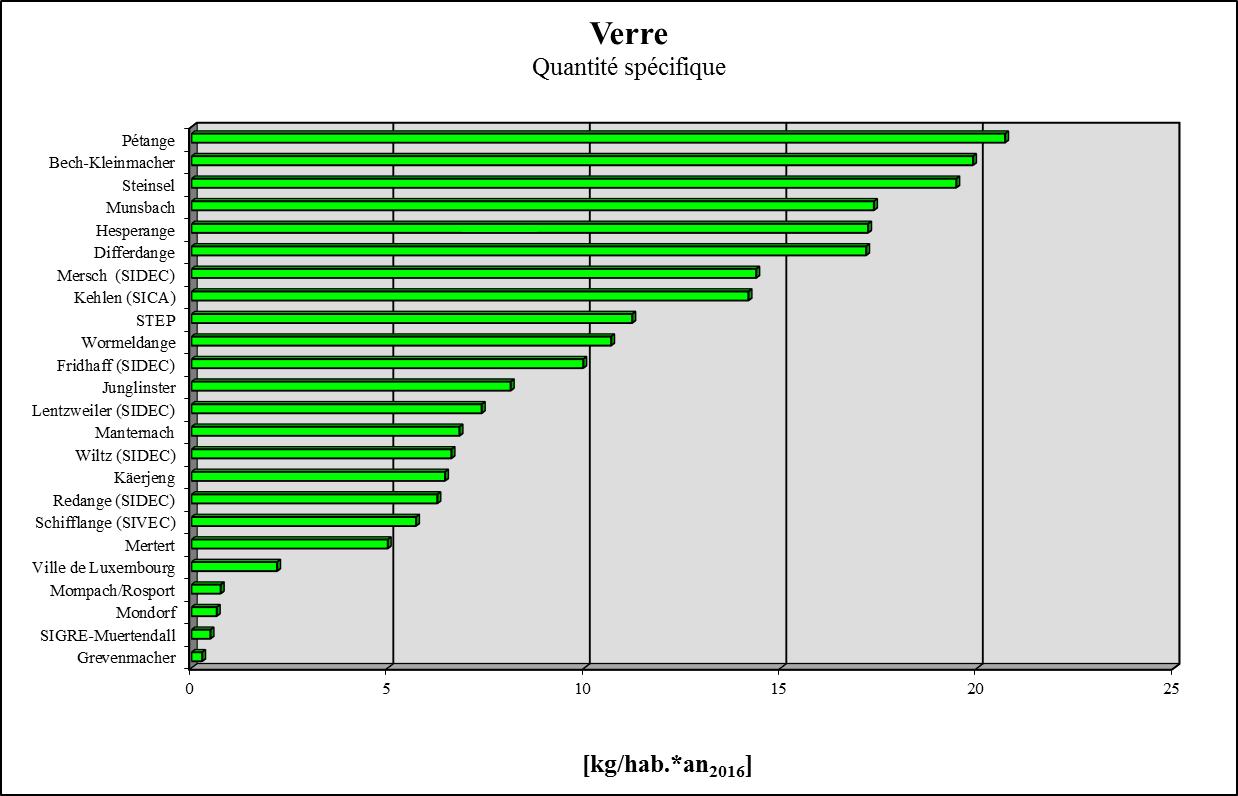 Verre
Quantité spécifique
Pétange
Bech-Kleinmacher
Steinsel
Munsbach
Hesperange
Differdange
Mersch (SIDEC)
Kehlen (SICA)
STEP
Wormeldange
Fridhaff (SIDEC)
Junglinster
Lentzweiler (SIDEC)
Manternach
Wiltz (SIDEC)
Käerjeng
Redange (SIDEC)
Schifflange (SIVEC)
Mertert
Ville de Luxembourg
Mompach/Rosport
Mondorf
SIGRE-Muertendall
Grevenmacher
0 5 10 15 20 25
[kg/hab.*an2016]